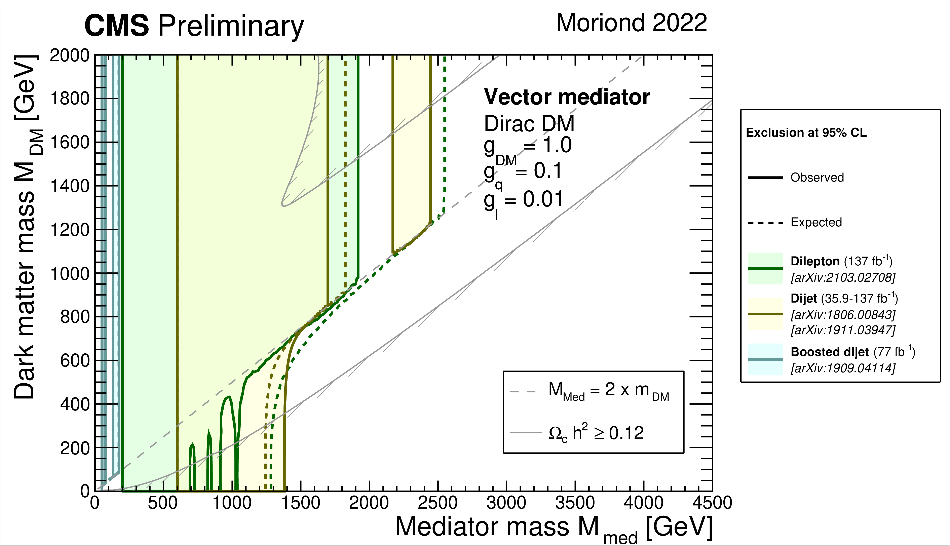 CMS Preliminary
Moriond 2022
Dark matter mass M_DM [GeV]
2000
1800
1600
1400
1200
1000
800
600
400
200
0
Vector mediator
Dirac DM
g_DM = 1.0
g_q = 0.1
g_l = 0.01
M_Med = 2 x m_DM
Ω_c h² ≥ 0.12
0 500 1000 1500 2000 2500 3000 3500 4000 4500
Mediator mass M_med [GeV]
Exclusion at 95% CL
Observed
Expected
Dilepton (137 fb⁻¹)
[arXiv:2103.02708]
Dijet (35.9-137 fb⁻¹)
[arXiv:1806.00843]
[arXiv:1911.03947]
Boosted dijet (77 fb⁻¹)
[arXiv:1909.04114]